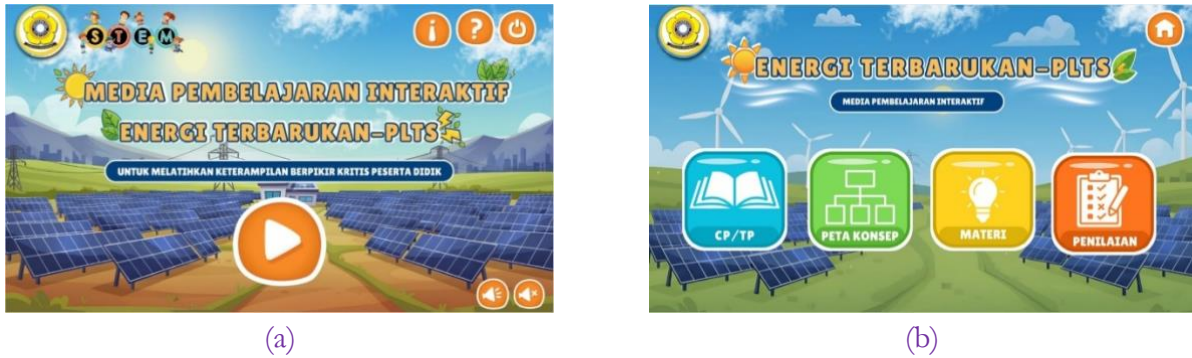 STEM
i ?
MEDIA PEMBELAJARAN INTERAKTIF
ENERGI TERBARUKAN-PLTS
UNTUK MELATIHKAN KETERAMPILAN BERPIKIR KRITIS PESERTA DIDIK
(a)
ENERGI TERBARUKAN-PLTS
MEDIA PEMBELAJARAN INTERAKTIF
CP/TP
PETA KONSEP
MATERI
PENILAIAN
(b)